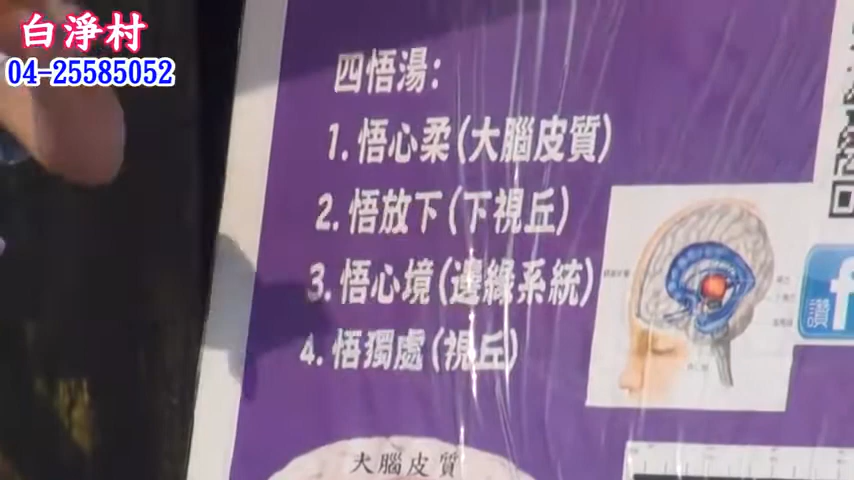 白淨村
04-25585052
四悟湯:
1. 悟心柔(大腦皮質)
2. 悟放下(下視丘)
3. 悟心境(邊緣系統)
4. 悟獨處(視丘)
讚
大腦皮質